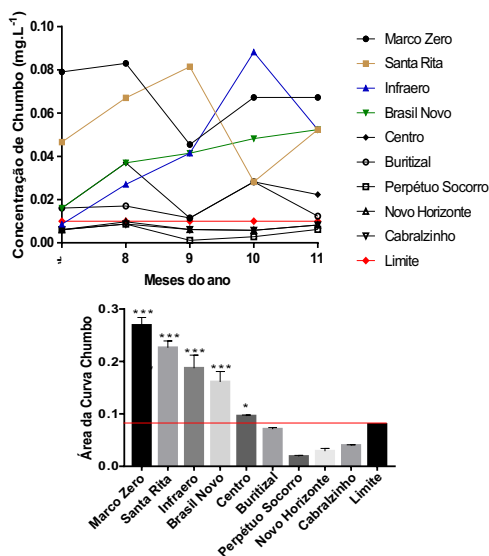 Concentração de Chumbo (mg.L-1)
0.10
0.08
0.06
0.04
0.02
0.00
8
9
10
11
Meses do ano
Marco Zero
Santa Rita
Infraero
Brasil Novo
Centro
Buritizal
Perpétuo Socorro
Novo Horizonte
Cabralzinho
Limite
Área da Curva Chumbo
0.3
0.2
0.1
0.0
***
***
***
***
*
Marco Zero
Santa Rita
Infraero
Brasil Novo
Centro
Buritizal
Perpétuo Socorro
Novo Horizonte
Cabralzinho
Limite